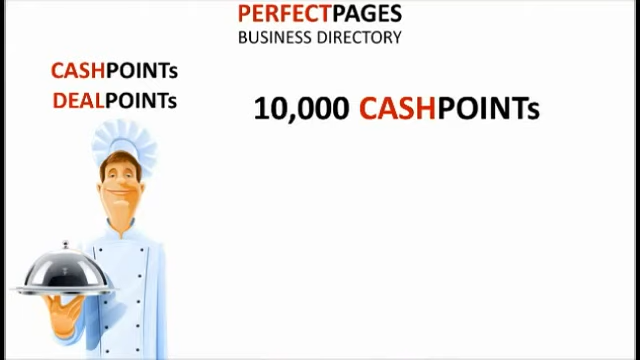 PERFECTPAGES
BUSINESS DIRECTORY
CASHPOINTs
DEALPOINTs
10,000 CASHPOINTs